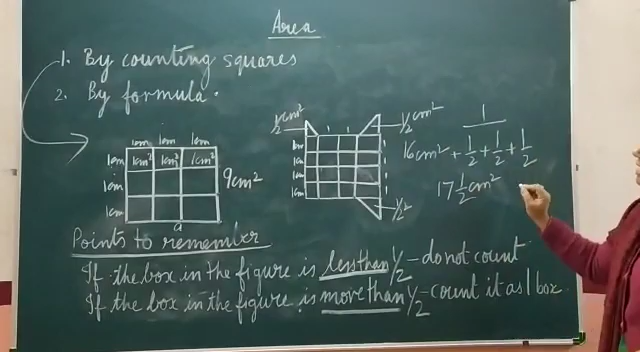 Area
1. By counting squares
2. By formula.
1cm 1cm 1cm
1cm 1cm² 1cm² 1cm²
1cm
1cm
9cm²
a
½cm² ½cm²
1 1
1cm
1cm
1cm
1cm
½
1
16cm² + ½ + ½ + ½
17½cm²
Points to remember
If the box in the figure is less than ½ - do not count
If the box in the figure is more than ½ - count it as 1 box